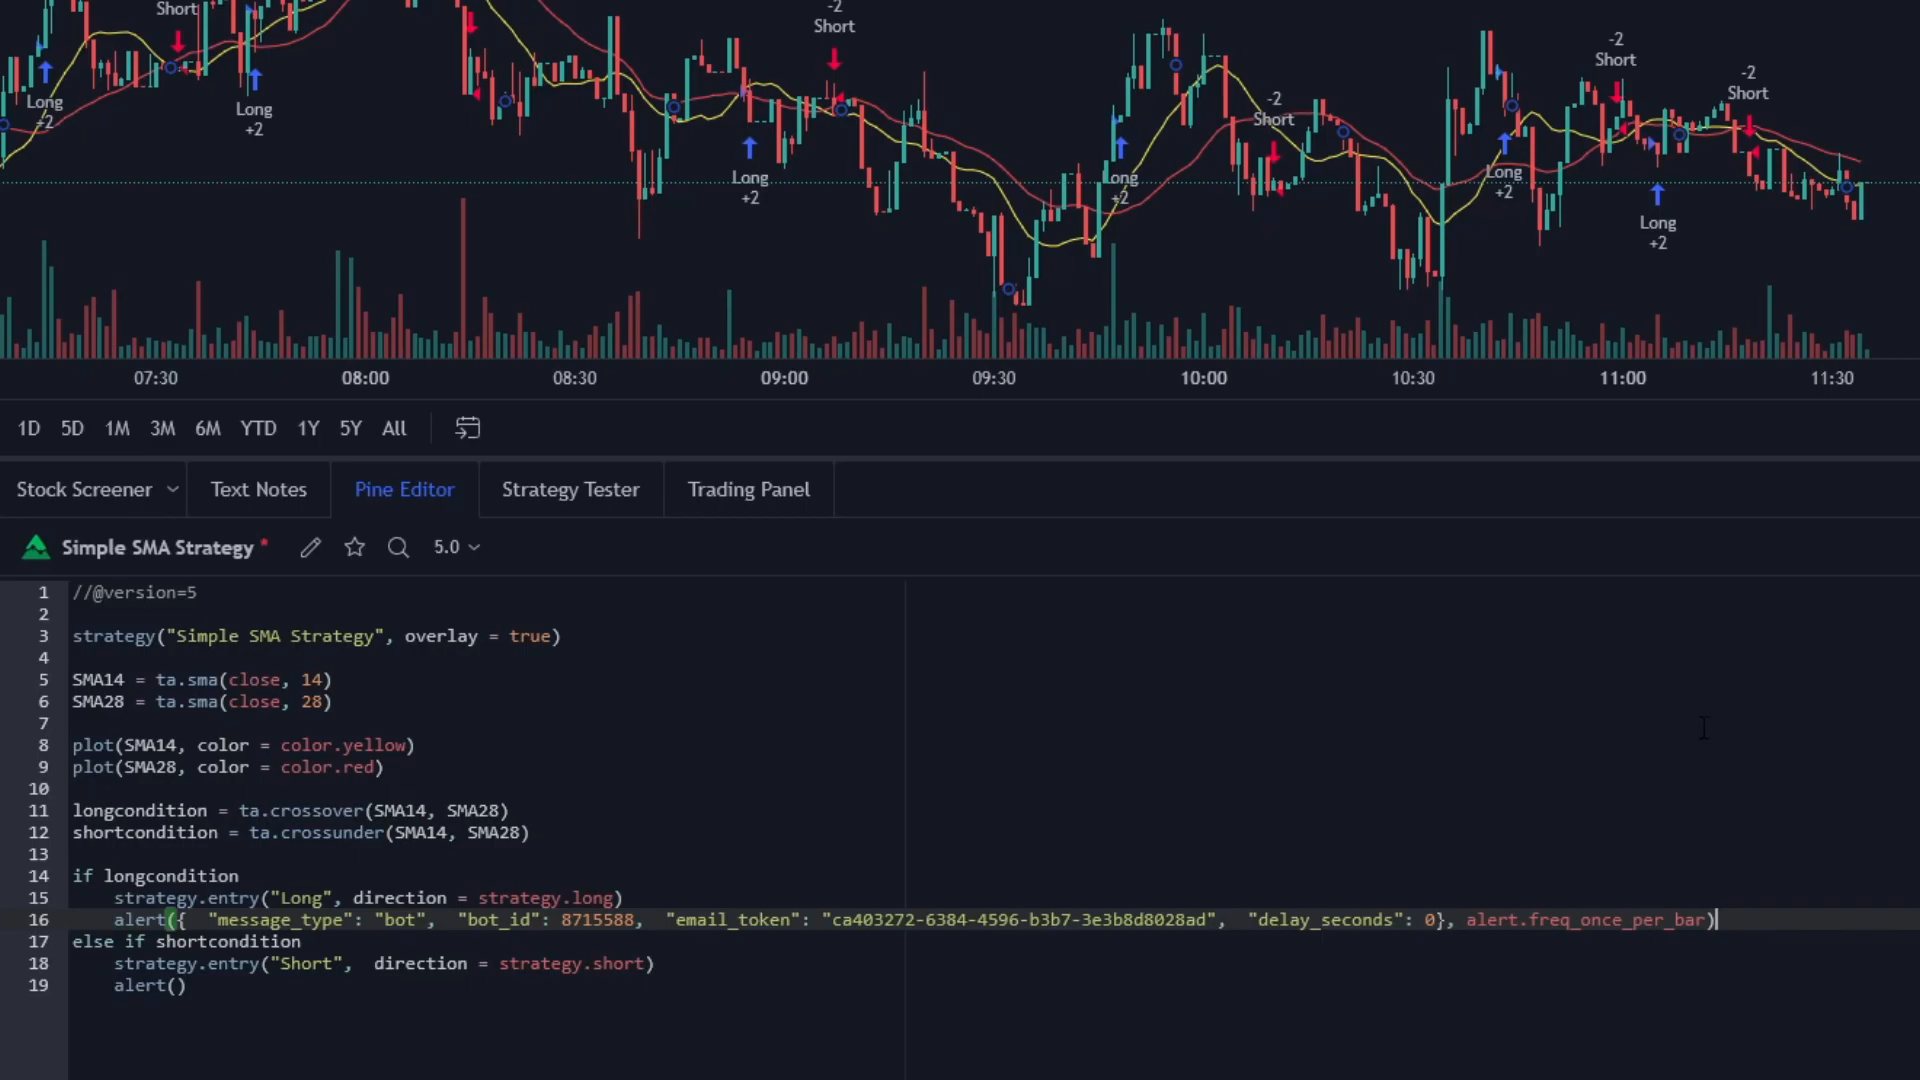 Short
-2
Short
-2
Short
-2
Short
-2
Short
Long
+2
Long
+2
Long
+2
Long
+2
Long
+2
Long
+2
07:30 08:00 08:30 09:00 09:30 10:00 10:30 11:00 11:30
1D 5D 1M 3M 6M YTD 1Y 5Y All
Stock Screener Text Notes Pine Editor Strategy Tester Trading Panel
Simple SMA Strategy * 5.0
1 //@version=5
2
3 strategy("Simple SMA Strategy", overlay = true)
4
5 SMA14 = ta.sma(close, 14)
6 SMA28 = ta.sma(close, 28)
7
8 plot(SMA14, color = color.yellow)
9 plot(SMA28, color = color.red)
10
11 longcondition = ta.crossover(SMA14, SMA28)
12 shortcondition = ta.crossunder(SMA14, SMA28)
13
14 if longcondition
15     strategy.entry("Long", direction = strategy.long)
16     alert({  "message_type": "bot",  "bot_id": 8715588,   "email_token": "ca403272-6384-4596-b3b7-3e3b8d8028ad",   "delay_seconds": 0}, alert.freq_once_per_bar)
17 else if shortcondition
18     strategy.entry("Short",  direction = strategy.short)
19     alert()